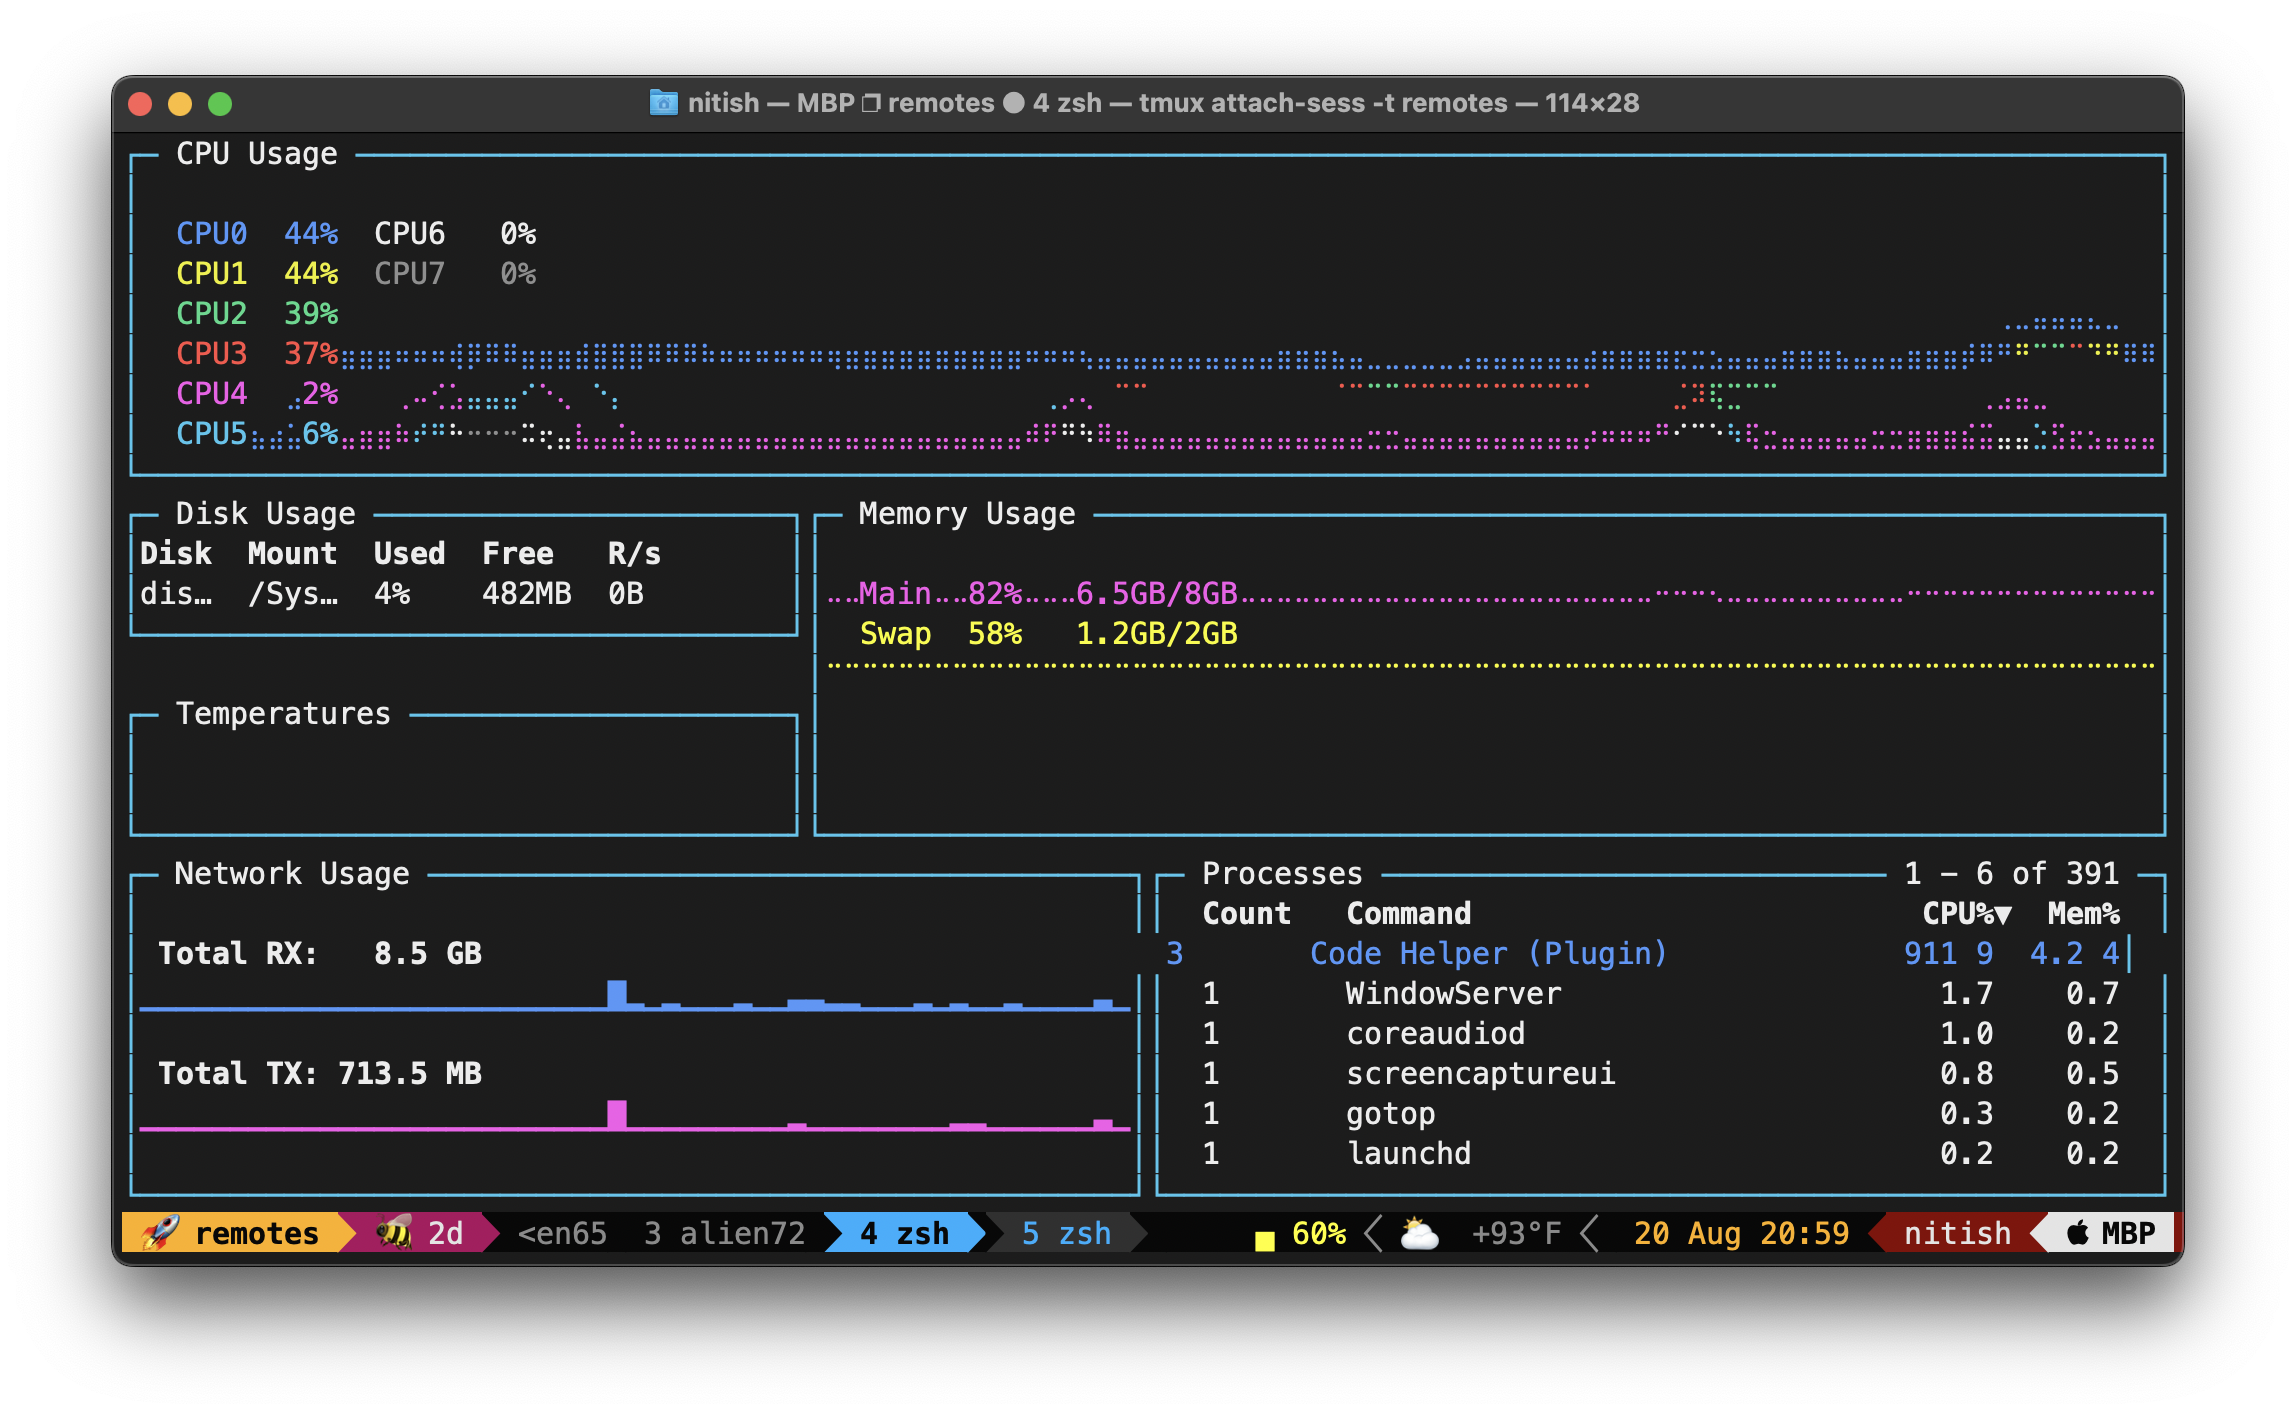 nitish — MBP ❐ remotes ● 4 zsh — tmux attach-sess -t remotes — 114×28
CPU Usage
CPU0 44% CPU6 0%
CPU1 44% CPU7 0%
CPU2 39%
CPU3 37%
CPU4 2%
CPU5 6%
Disk Usage
Disk Mount Used Free R/s
dis… /Sys… 4% 482MB 0B
Memory Usage
Main 82% 6.5GB/8GB
Swap 58% 1.2GB/2GB
Temperatures
Network Usage
Total RX: 8.5 GB
Total TX: 713.5 MB
Processes 1 - 6 of 391
Count Command CPU%▼ Mem%
3 Code Helper (Plugin) 911 9 4.2 4
1 WindowServer 1.7 0.7
1 coreaudiod 1.0 0.2
1 screencaptureui 0.8 0.5
1 gotop 0.3 0.2
1 launchd 0.2 0.2
🚀 remotes 🐝 2d <en65 3 alien72 4 zsh 5 zsh ▄ 60% ⛅ +93°F 20 Aug 20:59 nitish MBP